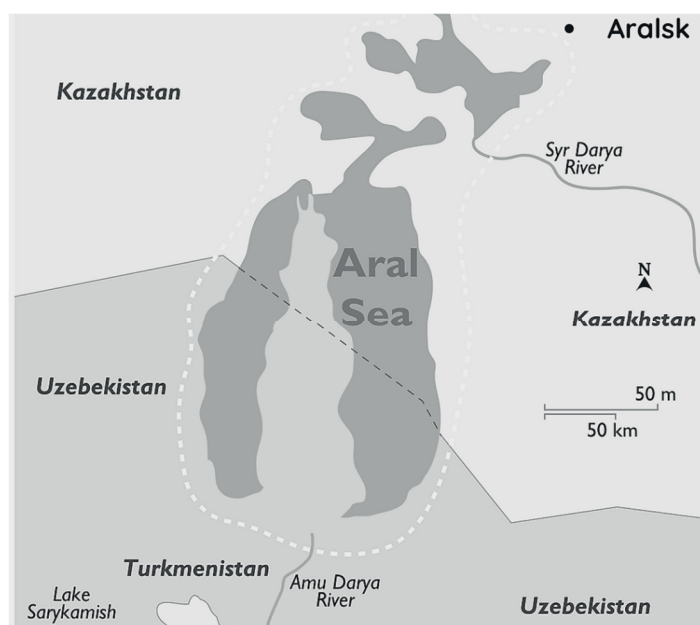 Aralsk
Kazakhstan
Syr Darya
River
Aral
Sea
N
Kazakhstan
Uzebekistan
50 m
50 km
Turkmenistan
Amu Darya
River
Lake
Sarykamish
Uzebekistan